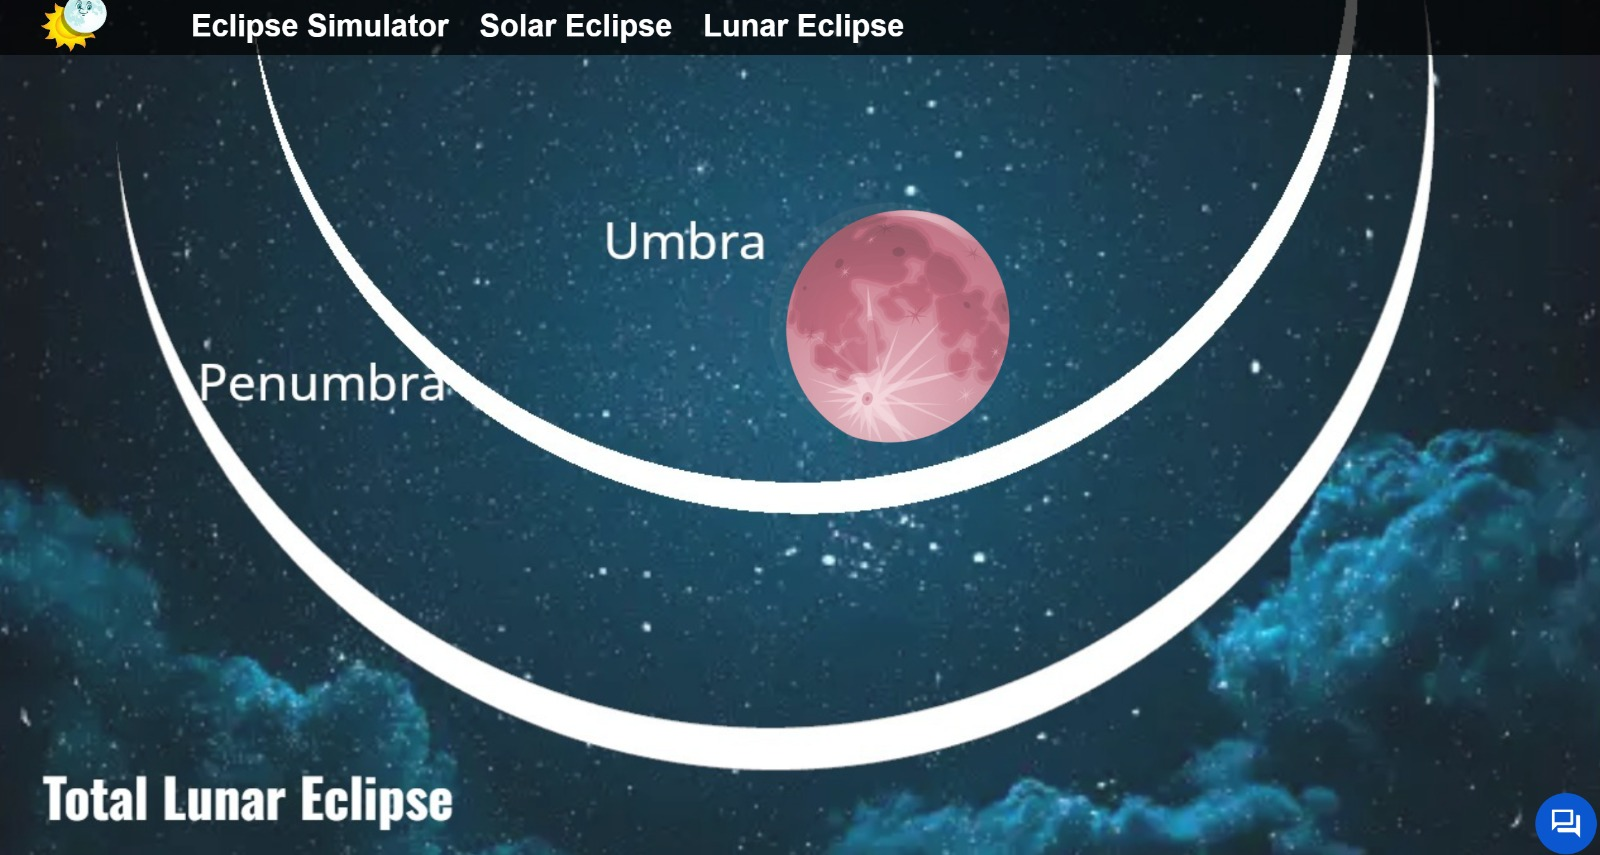 Eclipse Simulator Solar Eclipse Lunar Eclipse
Umbra
Penumbra
Total Lunar Eclipse